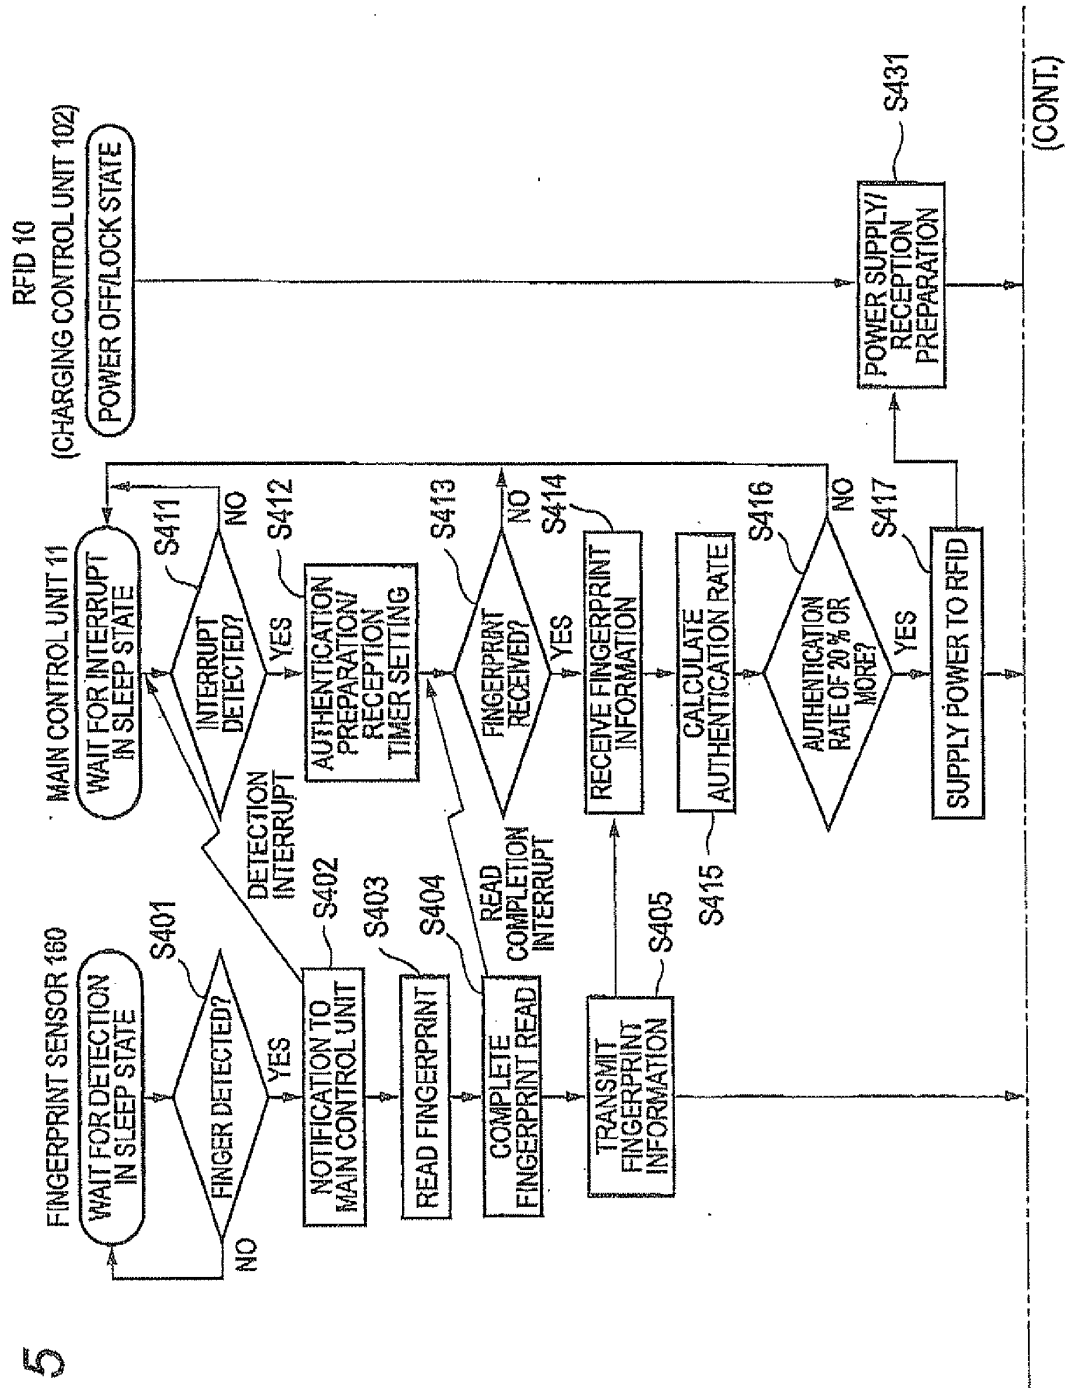 5
FINGERPRINT SENSOR 160
WAIT FOR DETECTION
IN SLEEP STATE
S401
FINGER DETECTED?
NO
YES
S402
NOTIFICATION TO
MAIN CONTROL UNIT
S403
READ FINGERPRINT
S404
COMPLETE
FINGERPRINT READ
S405
TRANSMIT
FINGERPRINT
INFORMATION
DETECTION
INTERRUPT
READ
COMPLETION
INTERRUPT
MAIN CONTROL UNIT 11
WAIT FOR INTERRUPT
IN SLEEP STATE
S411
INTERRUPT
DETECTED?
NO
YES
S412
AUTHENTICATION
PREPARATION/
RECEPTION
TIMER SETTING
S413
FINGERPRINT
RECEIVED?
NO
YES
S414
RECEIVE FINGERPRINT
INFORMATION
S415
CALCULATE
AUTHENTICATION RATE
S416
AUTHENTICATION
RATE OF 20 % OR
MORE?
NO
YES
S417
SUPPLY POWER TO RFID
RFID 10
(CHARGING CONTROL UNIT 102)
POWER OFF/LOCK STATE
S431
POWER SUPPLY/
RECEPTION
PREPARATION
(CONT.)